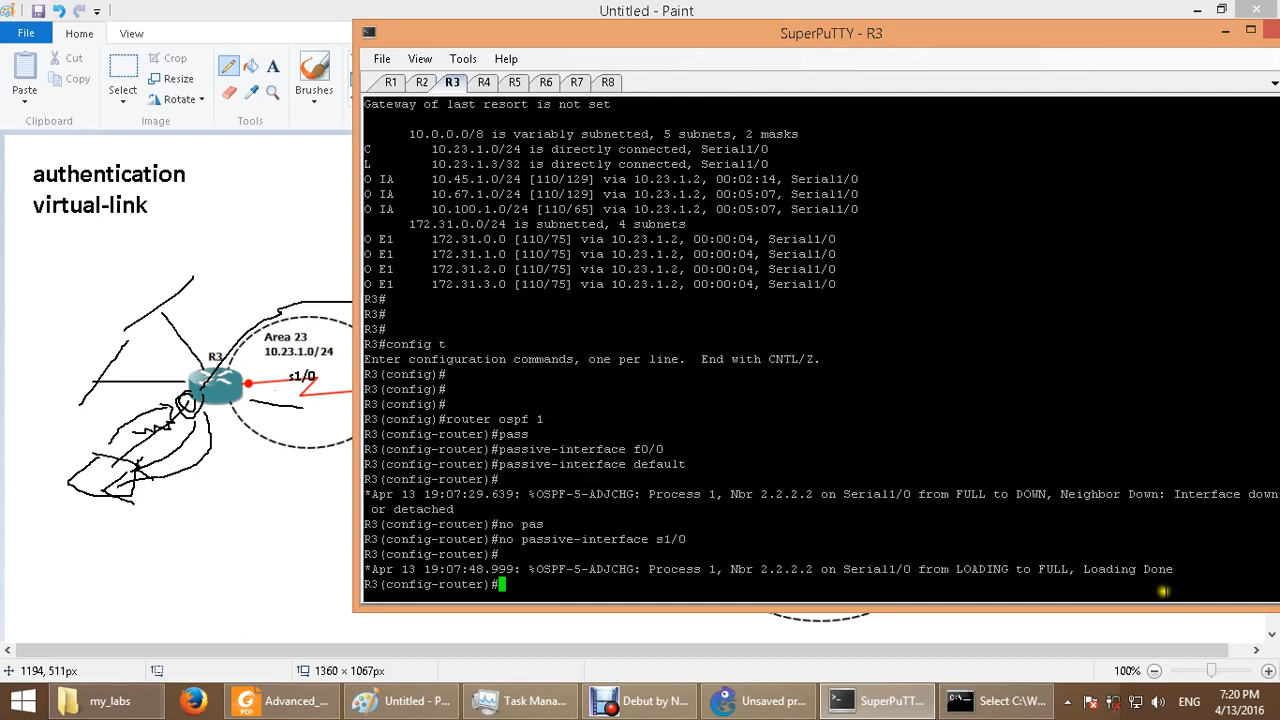 Untitled - Paint
File
Home
View
Paste
Cut
Copy
Clipboard
Select
Crop
Resize
Rotate
Image
Tools
Brushes
authentication
virtual-link
Area 23
10.23.1.0/24
R3
s1/0
SuperPuTTY - R3
File View Tools Help
R1 R2 R3 R4 R5 R6 R7 R8
Gateway of last resort is not set
10.0.0.0/8 is variably subnetted, 5 subnets, 2 masks
C 10.23.1.0/24 is directly connected, Serial1/0
L 10.23.1.3/32 is directly connected, Serial1/0
O IA 10.45.1.0/24 [110/129] via 10.23.1.2, 00:02:14, Serial1/0
O IA 10.67.1.0/24 [110/129] via 10.23.1.2, 00:05:07, Serial1/0
O IA 10.100.1.0/24 [110/65] via 10.23.1.2, 00:05:07, Serial1/0
172.31.0.0/24 is subnetted, 4 subnets
O E1 172.31.0.0 [110/75] via 10.23.1.2, 00:00:04, Serial1/0
O E1 172.31.1.0 [110/75] via 10.23.1.2, 00:00:04, Serial1/0
O E1 172.31.2.0 [110/75] via 10.23.1.2, 00:00:04, Serial1/0
O E1 172.31.3.0 [110/75] via 10.23.1.2, 00:00:04, Serial1/0
R3#
R3#
R3#
R3#config t
Enter configuration commands, one per line. End with CNTL/Z.
R3(config)#
R3(config)#
R3(config)#
R3(config)#router ospf 1
R3(config-router)#pass
R3(config-router)#passive-interface f0/0
R3(config-router)#passive-interface default
R3(config-router)#
*Apr 13 19:07:29.639: %OSPF-5-ADJCHG: Process 1, Nbr 2.2.2.2 on Serial1/0 from FULL to DOWN, Neighbor Down: Interface down
or detached
R3(config-router)#no pas
R3(config-router)#no passive-interface s1/0
R3(config-router)#
*Apr 13 19:07:48.999: %OSPF-5-ADJCHG: Process 1, Nbr 2.2.2.2 on Serial1/0 from LOADING to FULL, Loading Done
R3(config-router)#
1194, 511px
1360 × 1067px
100%
my_labs
Advanced_...
Untitled - Paint
Task Mana...
Debut by N...
Unsaved pr...
SuperPuTT...
Select C:\W...
ENG
7:20 PM
4/13/2016